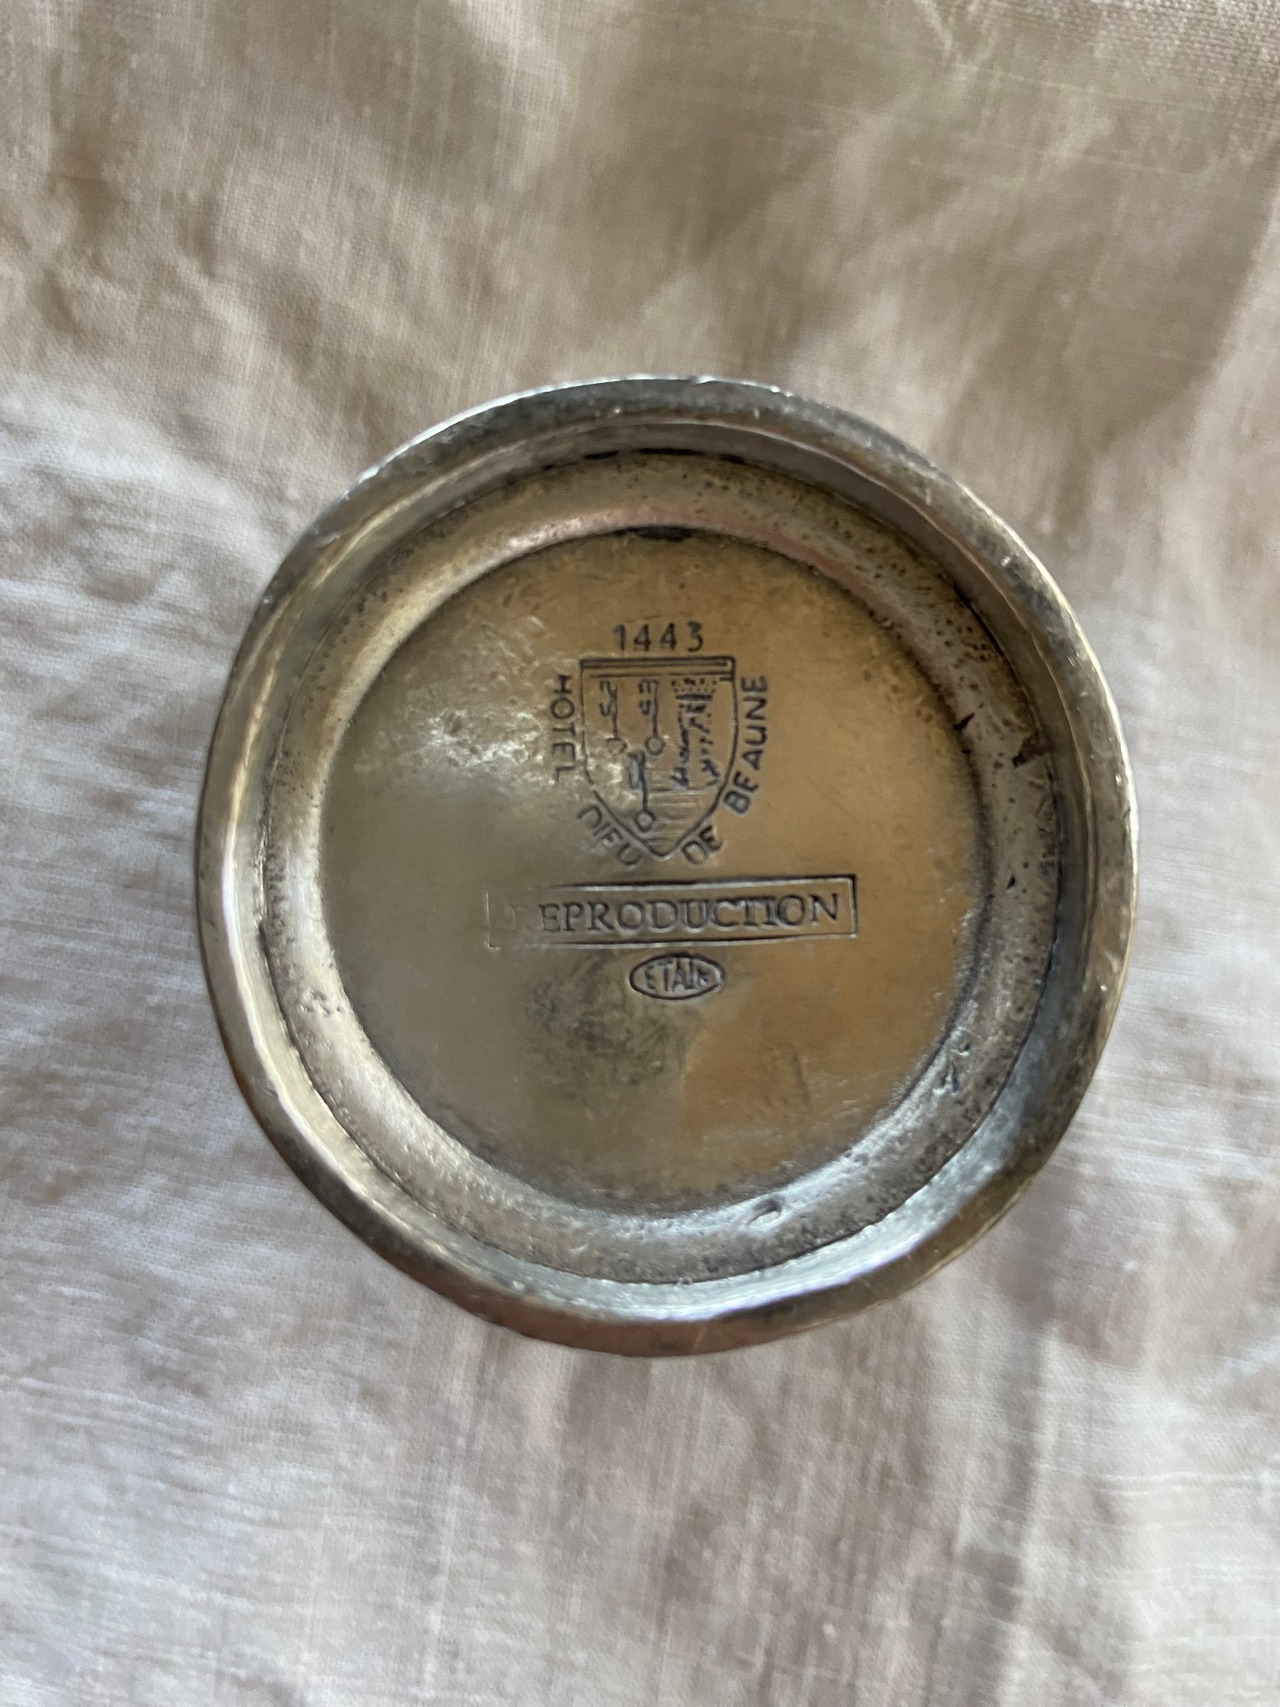 1443
HOTEL DIEU DE BEAUNE
REPRODUCTION
ETAIN